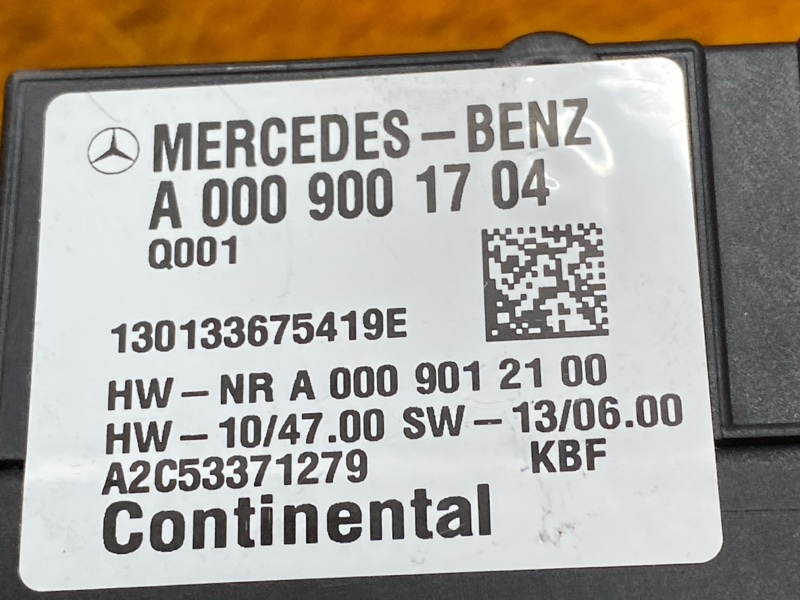 MERCEDES-BENZ
A 000 900 17 04
Q001
130133675419E
HW-NR A 000 901 21 00
HW-10/47.00 SW-13/06.00
A2C53371279 KBF
Continental